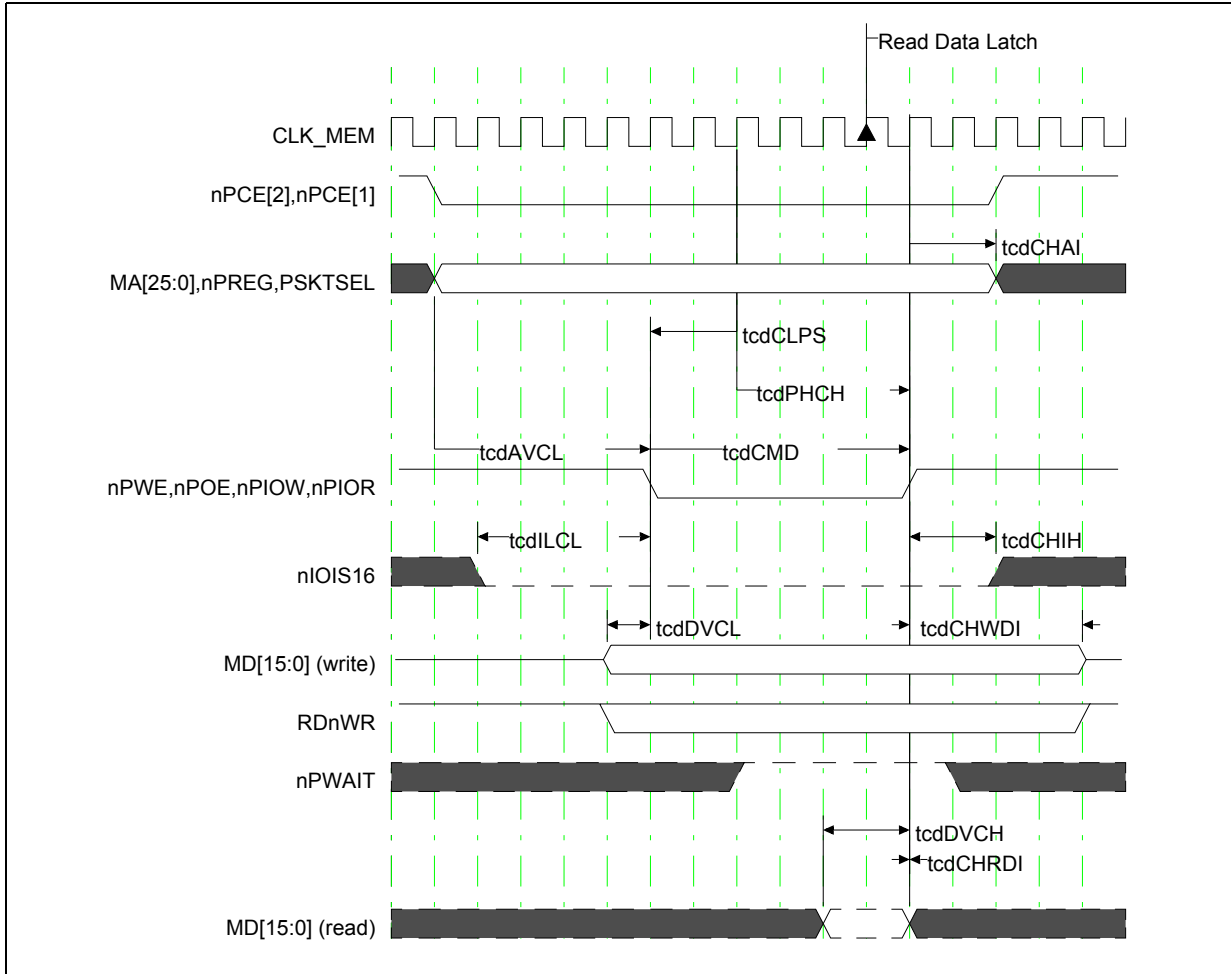 Read Data Latch
CLK_MEM
nPCE[2],nPCE[1]
tcdCHAI
MA[25:0],nPREG,PSKTSEL
tcdCLPS
tcdPHCH
tcdAVCL
tcdCMD
nPWE,nPOE,nPIOW,nPIOR
tcdILCL
tcdCHIH
nIOIS16
tcdDVCL
tcdCHWDI
MD[15:0] (write)
RDnWR
nPWAIT
tcdDVCH
tcdCHRDI
MD[15:0] (read)